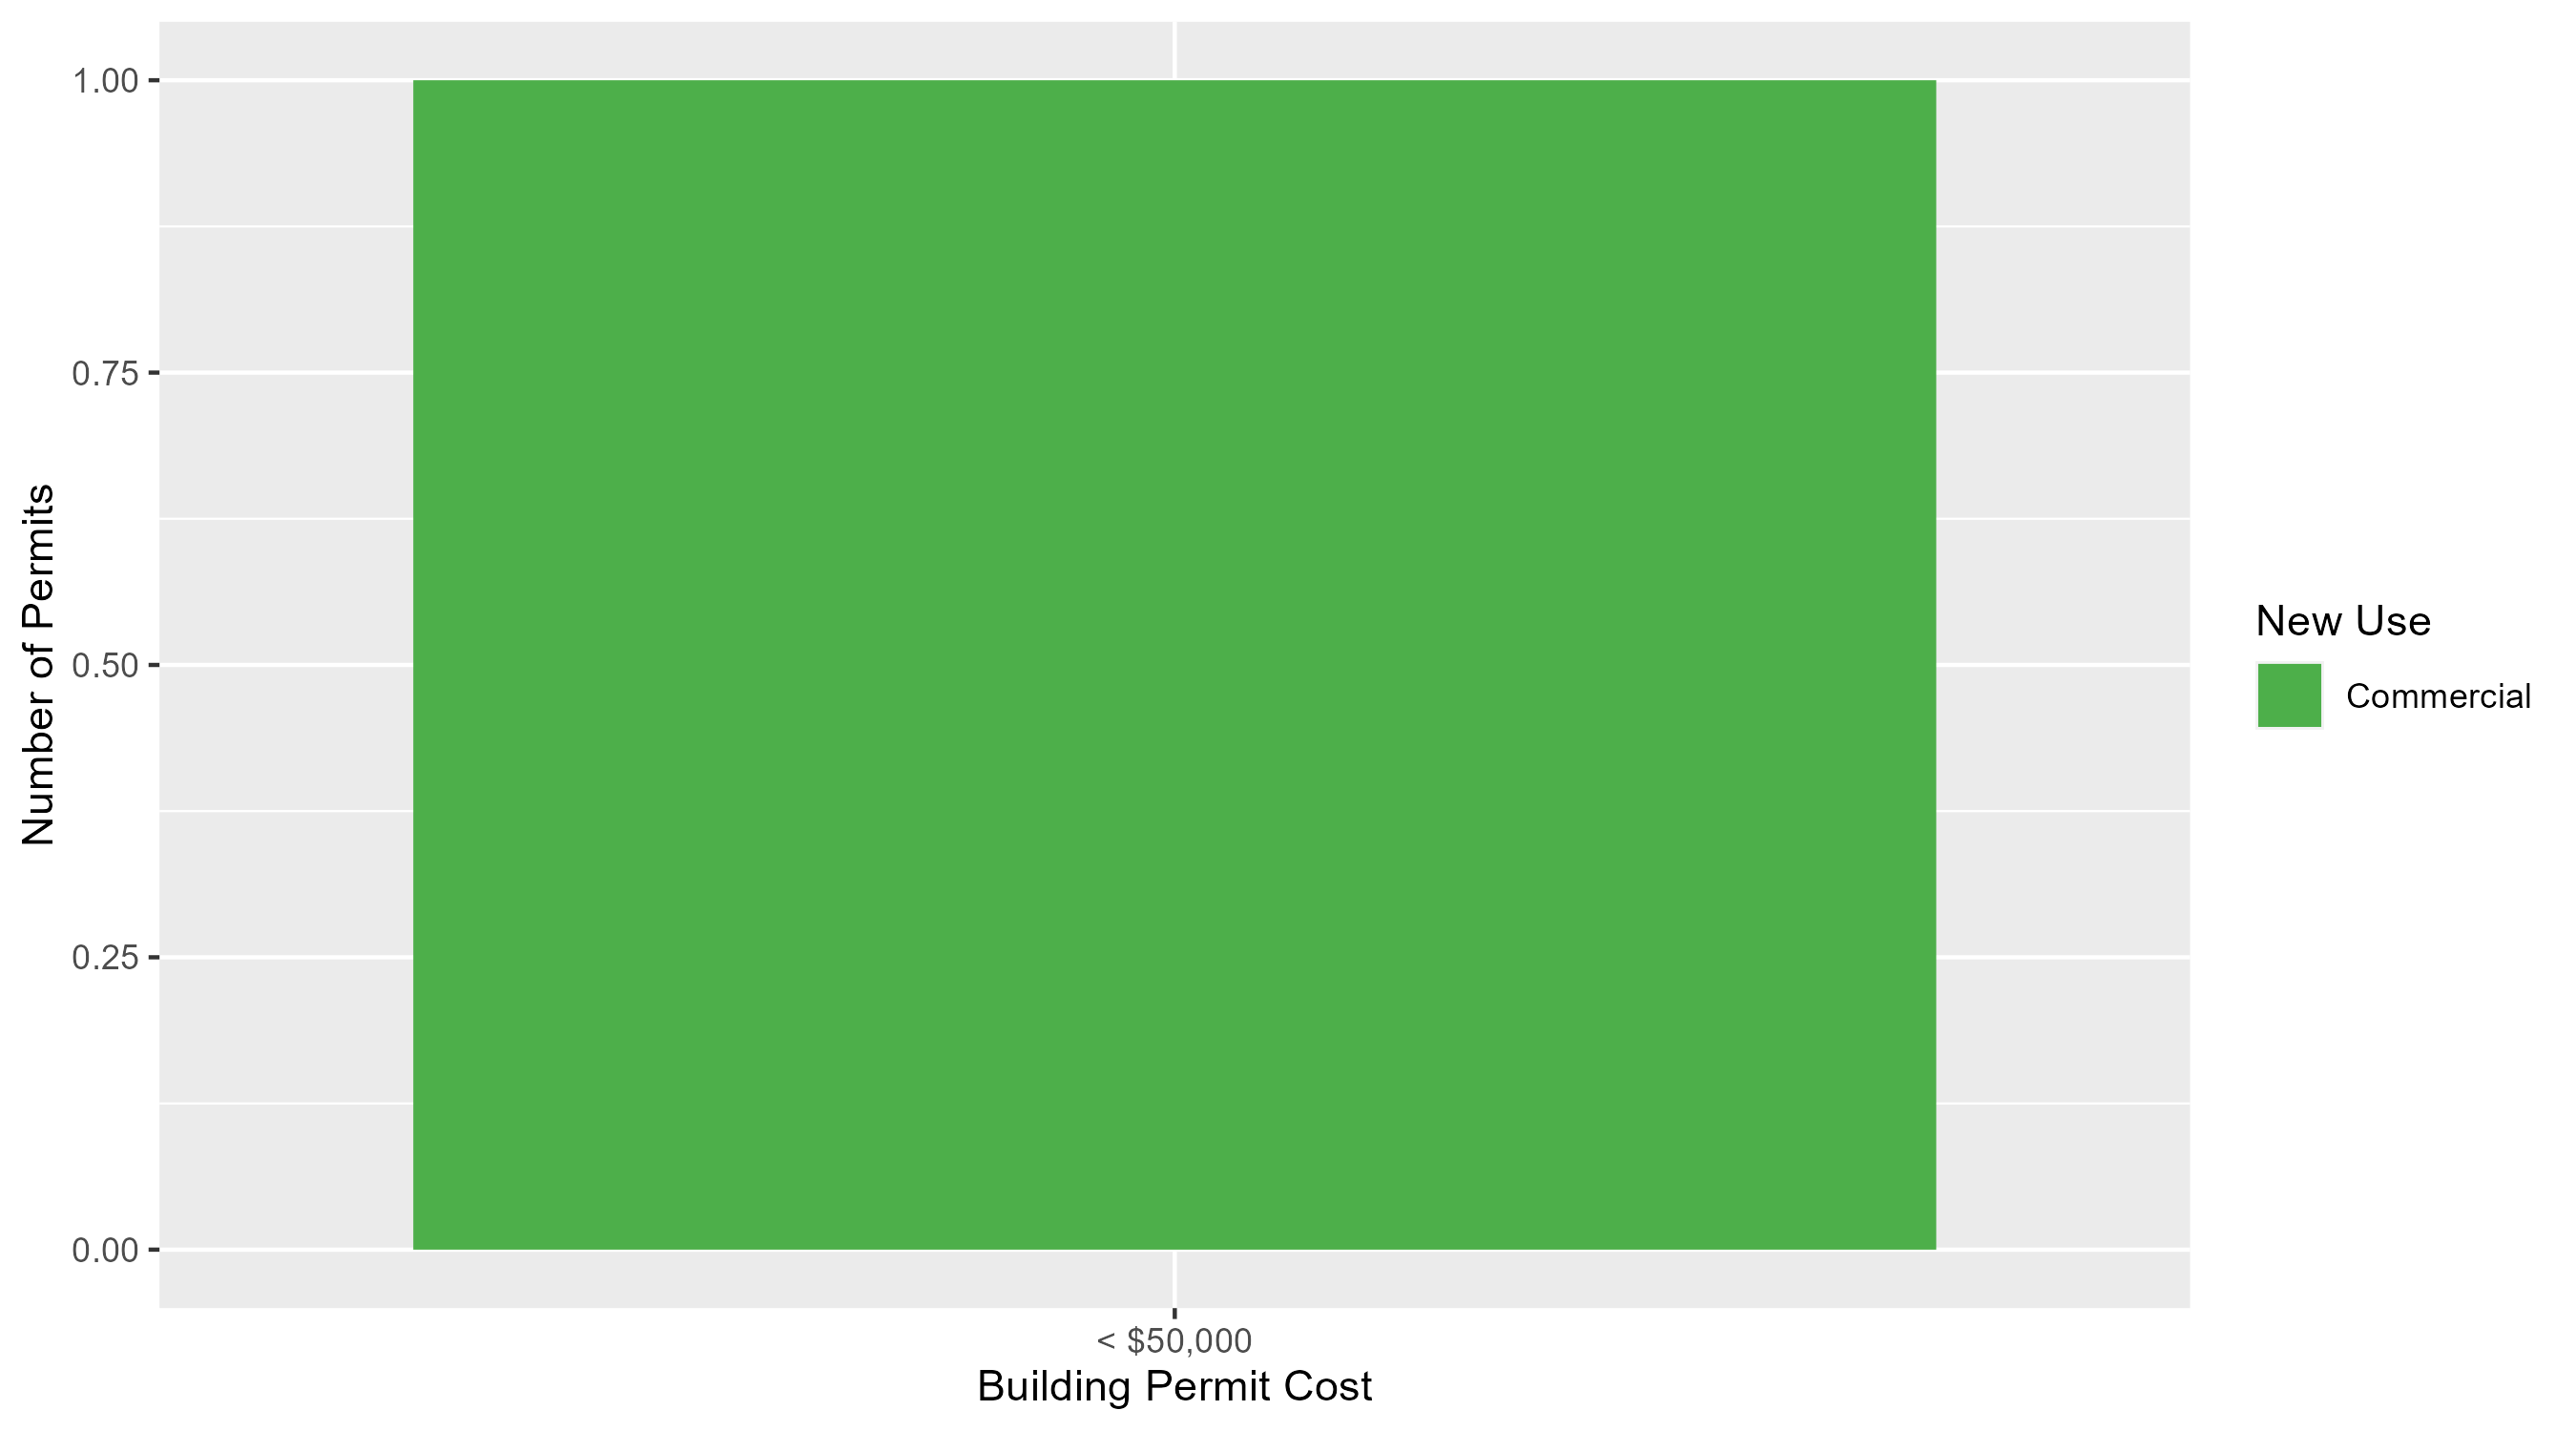 1.00
0.75
0.50
0.25
0.00
Number of Permits
< $50,000
Building Permit Cost
New Use
Commercial